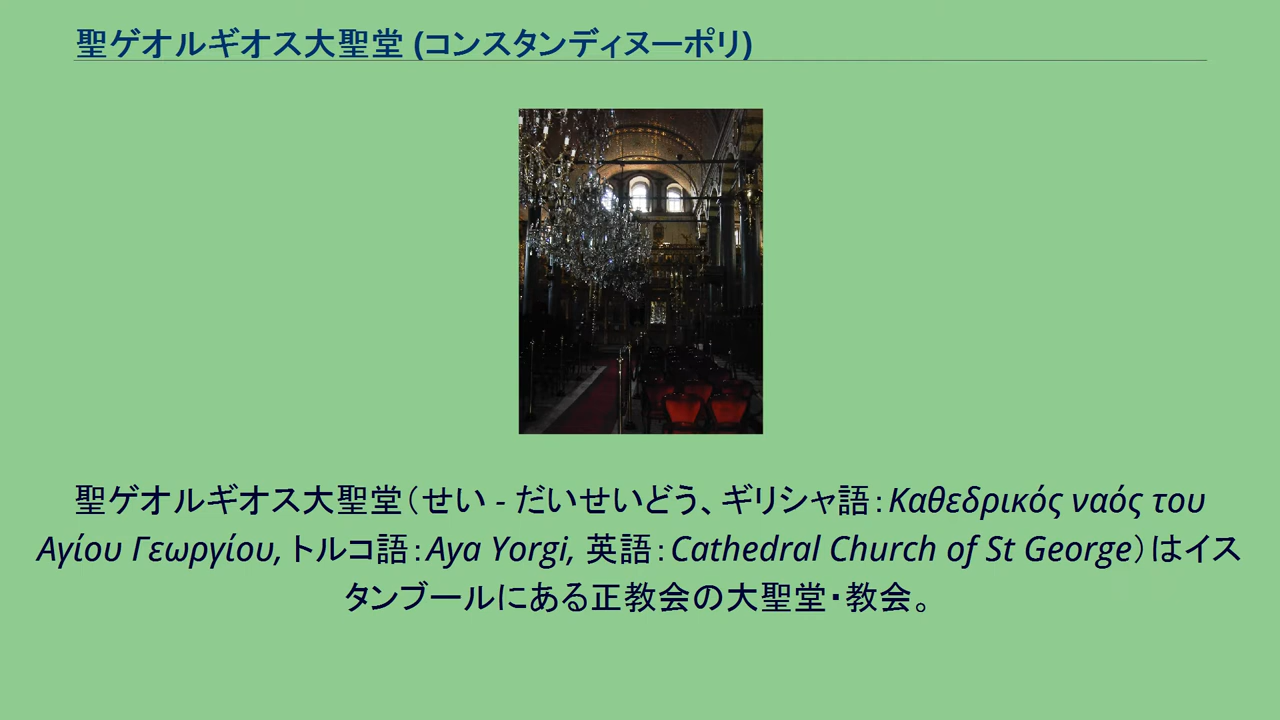 聖ゲオルギオス大聖堂 (コンスタンディヌーポリ)
聖ゲオルギオス大聖堂（せい - だいせいどう、ギリシャ語：Καθεδρικός ναός του
Αγίου Γεωργίου, トルコ語：Aya Yorgi, 英語：Cathedral Church of St George）はイス
タンブールにある正教会の大聖堂・教会。